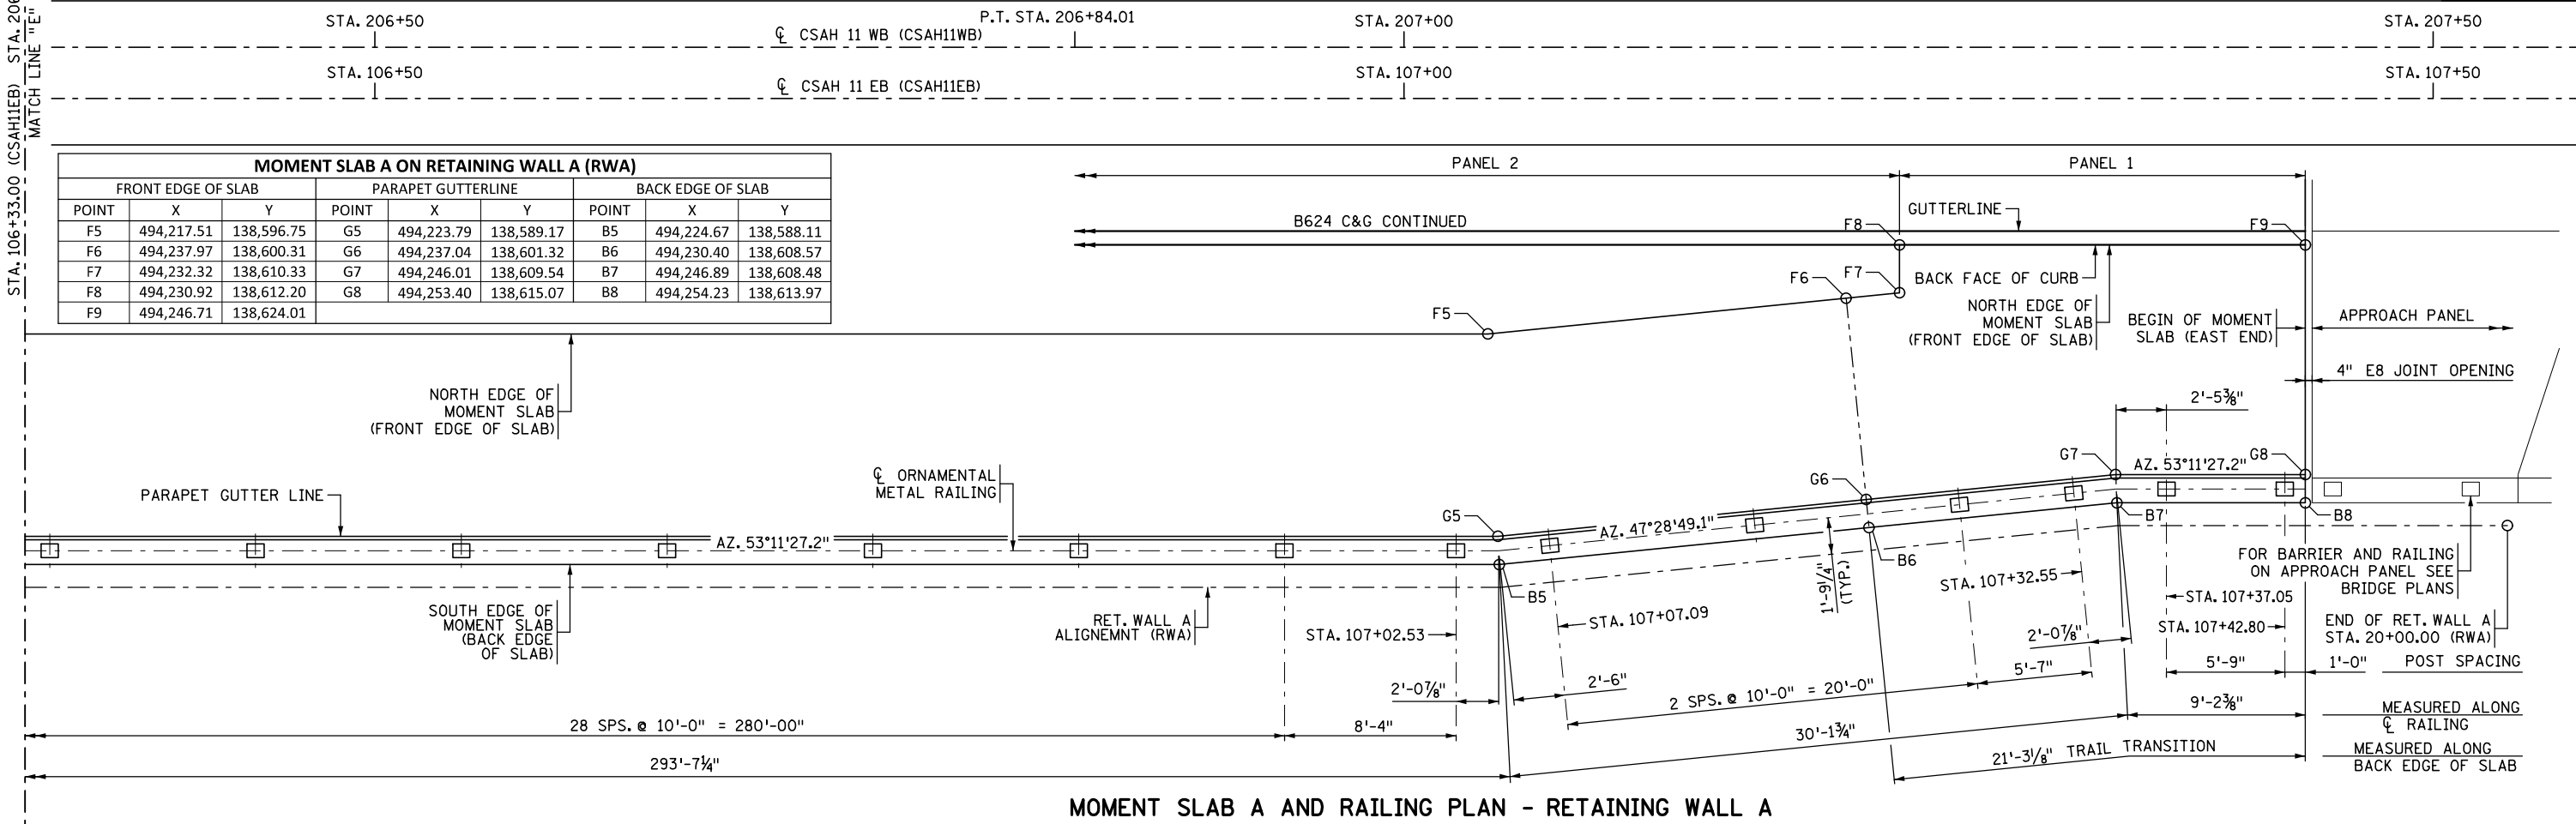 STA. 106+33.00 (CSAH11EB) STA. 206
MATCH LINE "E"
STA. 206+50
P.T. STA. 206+84.01
STA. 207+00
STA. 207+50
℄ CSAH 11 WB (CSAH11WB)
STA. 106+50
STA. 107+00
STA. 107+50
℄ CSAH 11 EB (CSAH11EB)
MOMENT SLAB A ON RETAINING WALL A (RWA)
FRONT EDGE OF SLAB PARAPET GUTTERLINE BACK EDGE OF SLAB
POINT X Y POINT X Y POINT X Y
F5 494,217.51 138,596.75 G5 494,223.79 138,589.17 B5 494,224.67 138,588.11
F6 494,237.97 138,600.31 G6 494,237.04 138,601.32 B6 494,230.40 138,608.57
F7 494,232.32 138,610.33 G7 494,246.01 138,609.54 B7 494,246.89 138,608.48
F8 494,230.92 138,612.20 G8 494,253.40 138,615.07 B8 494,254.23 138,613.97
F9 494,246.71 138,624.01
PANEL 2
PANEL 1
B624 C&G CONTINUED
GUTTERLINE
F8
F9
F5
F6
F7
BACK FACE OF CURB
NORTH EDGE OF
MOMENT SLAB
(FRONT EDGE OF SLAB)
BEGIN OF MOMENT
SLAB (EAST END)
APPROACH PANEL
4" E8 JOINT OPENING
2'-5⅜"
NORTH EDGE OF
MOMENT SLAB
(FRONT EDGE OF SLAB)
PARAPET GUTTER LINE
℄ ORNAMENTAL
METAL RAILING
G5
G6
G7
AZ. 53°11'27.2"
G8
AZ. 53°11'27.2"
AZ. 47°28'49.1"
B5
B6
B7
B8
1'-9¼"
(TYP.)
SOUTH EDGE OF
MOMENT SLAB
(BACK EDGE
OF SLAB)
RET. WALL A
ALIGNEMNT (RWA)
STA. 107+02.53
STA. 107+07.09
STA. 107+32.55
STA. 107+37.05
STA. 107+42.80
FOR BARRIER AND RAILING
ON APPROACH PANEL SEE
BRIDGE PLANS
END OF RET. WALL A
STA. 20+00.00 (RWA)
2'-0⅞"
2'-6"
2 SPS. @ 10'-0" = 20'-0"
5'-7"
2'-0⅞"
5'-9"
1'-0"
POST SPACING
28 SPS. @ 10'-0" = 280'-00"
8'-4"
30'-1¾"
9'-2⅜"
MEASURED ALONG
℄ RAILING
293'-7¼"
21'-3⅛" TRAIL TRANSITION
MEASURED ALONG
BACK EDGE OF SLAB
MOMENT SLAB A AND RAILING PLAN - RETAINING WALL A